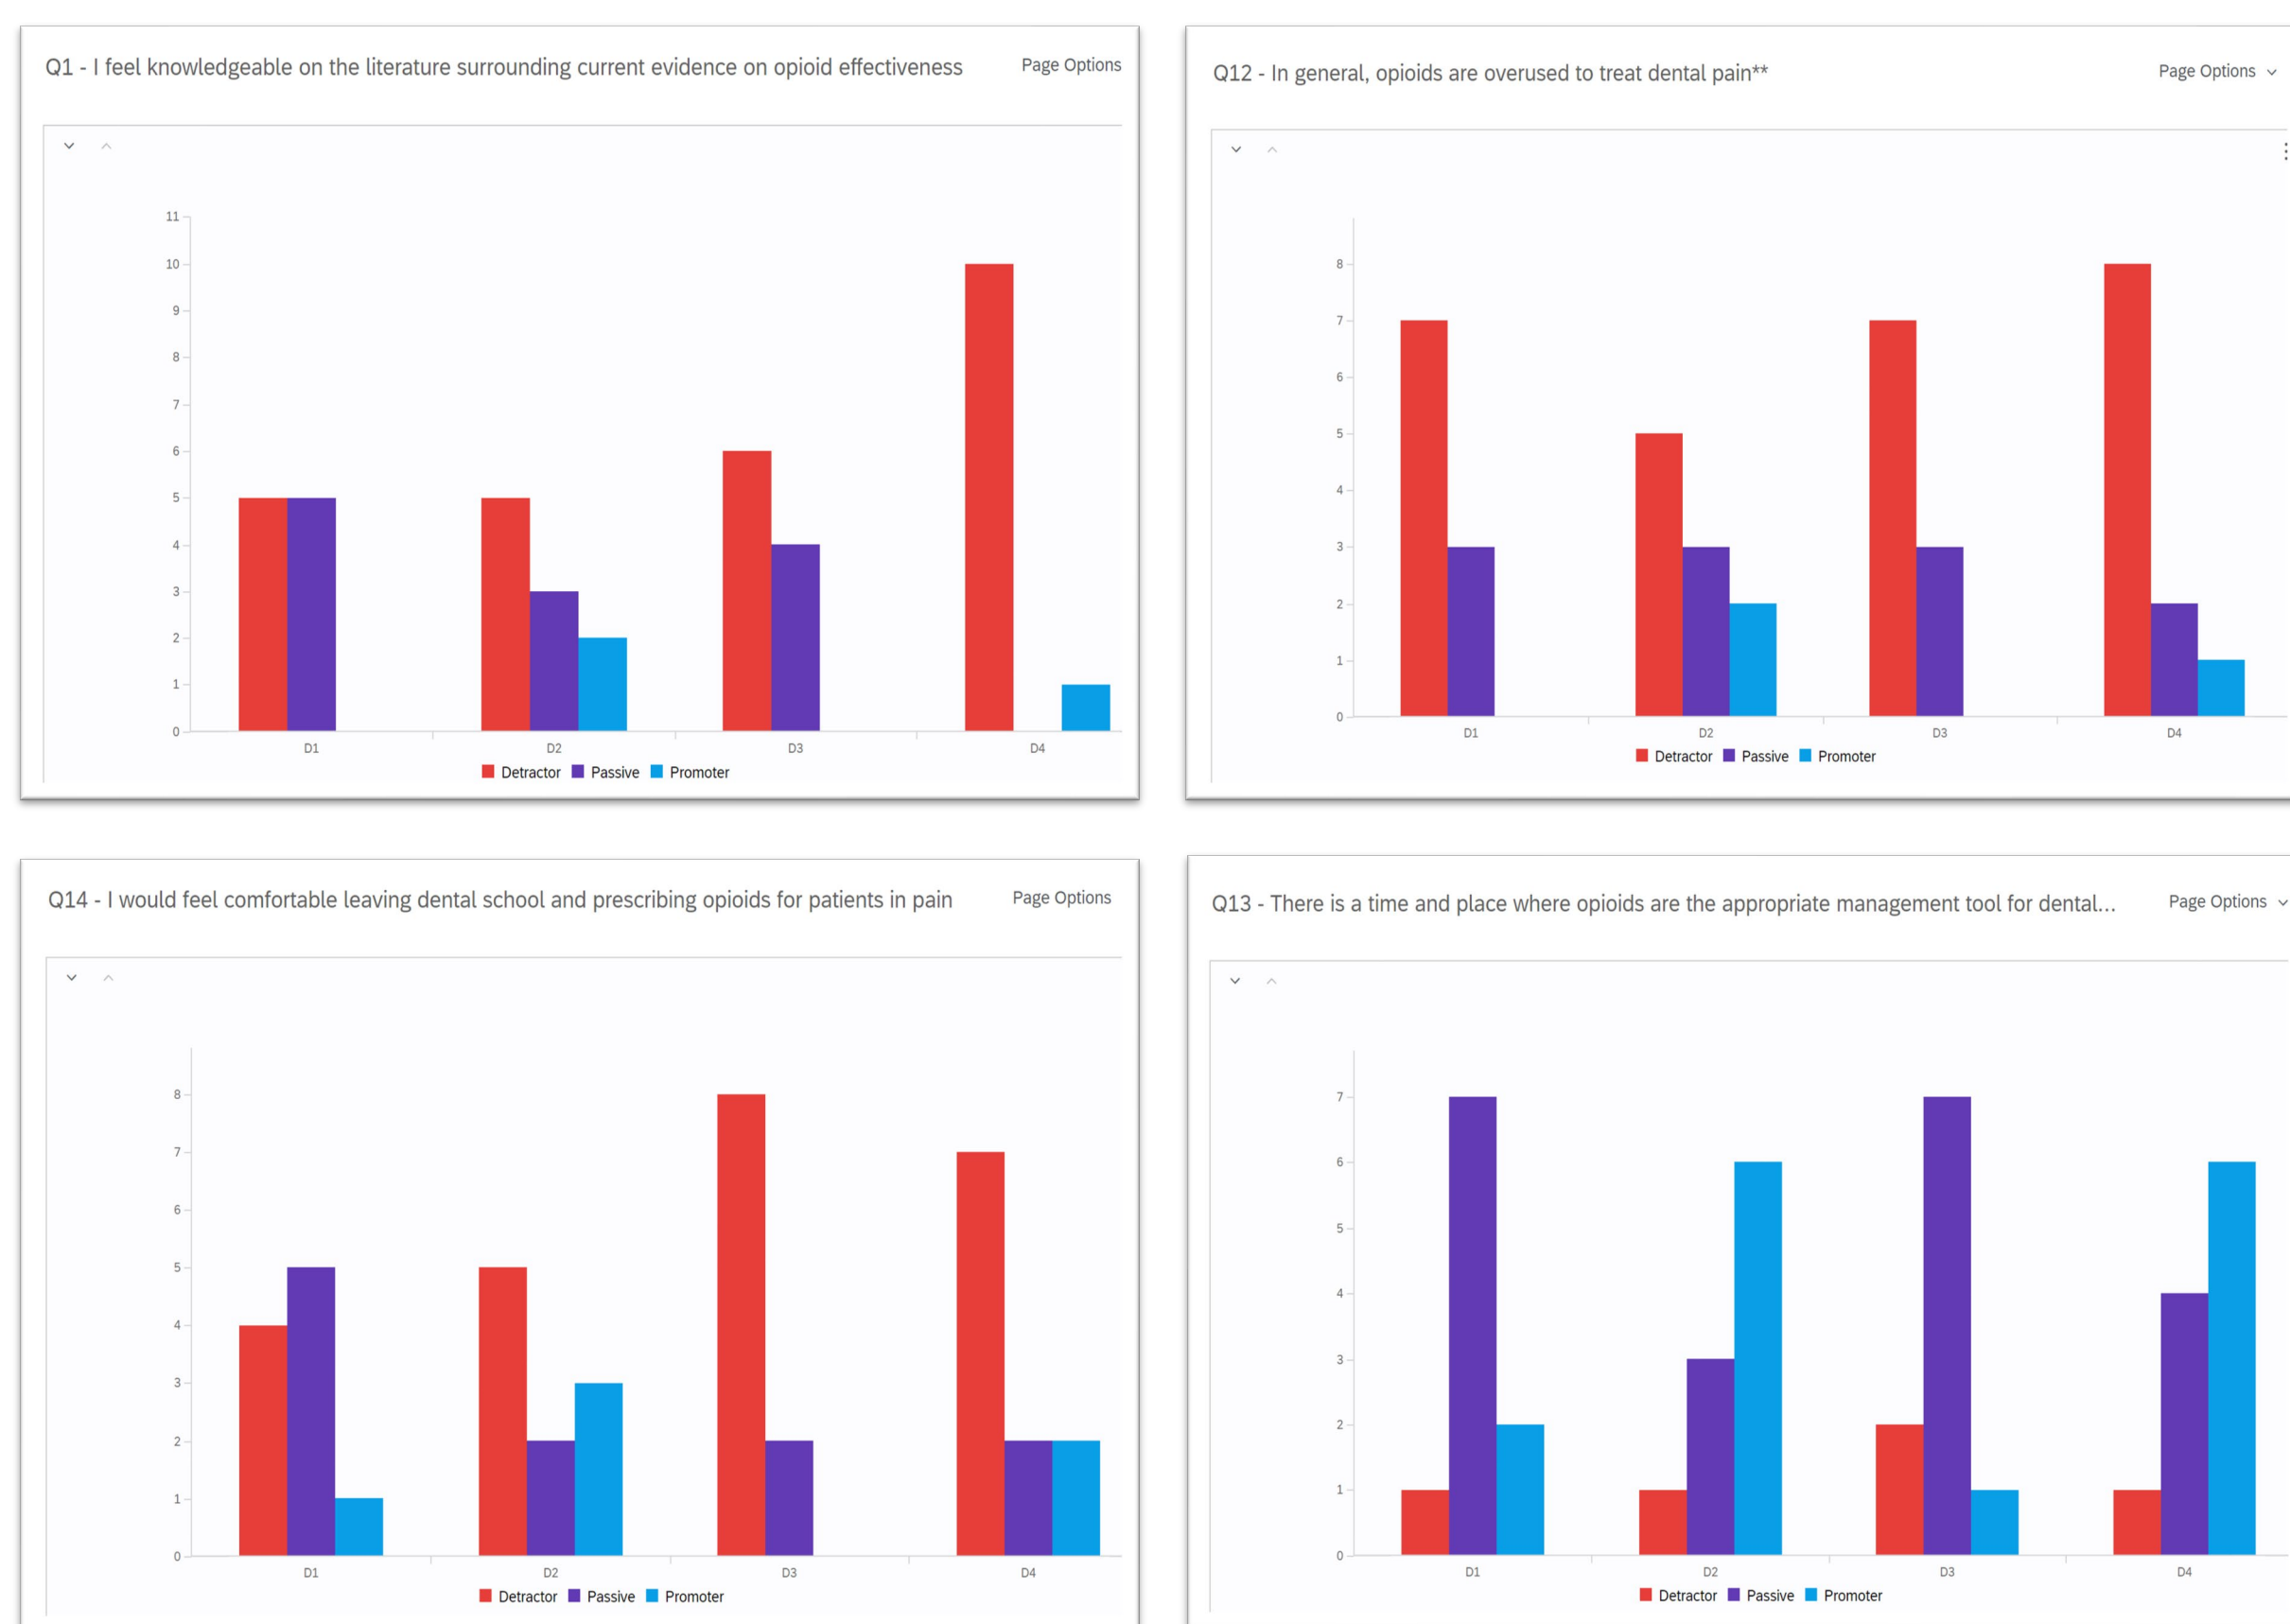 Q1 - I feel knowledgeable on the literature surrounding current evidence on opioid effectiveness
Page Options
11
10
9
8
7
6
5
4
3
2
1
0
D1 D2 D3 D4
Detractor Passive Promoter
Q12 - In general, opioids are overused to treat dental pain**
Page Options
8
7
6
5
4
3
2
1
0
D1 D2 D3 D4
Detractor Passive Promoter
Q14 - I would feel comfortable leaving dental school and prescribing opioids for patients in pain
Page Options
8
7
6
5
4
3
2
1
0
D1 D2 D3 D4
Detractor Passive Promoter
Q13 - There is a time and place where opioids are the appropriate management tool for dental...
Page Options
7
6
5
4
3
2
1
0
D1 D2 D3 D4
Detractor Passive Promoter